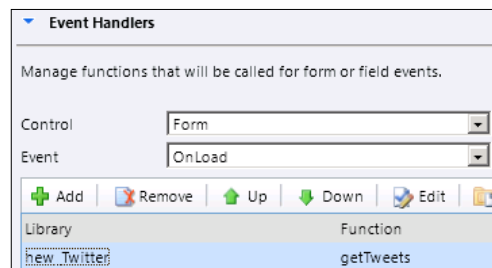 Event Handlers
Manage functions that will be called for form or field events.
Control Form
Event OnLoad
Add Remove Up Down Edit
Library Function
new_Twitter getTweets